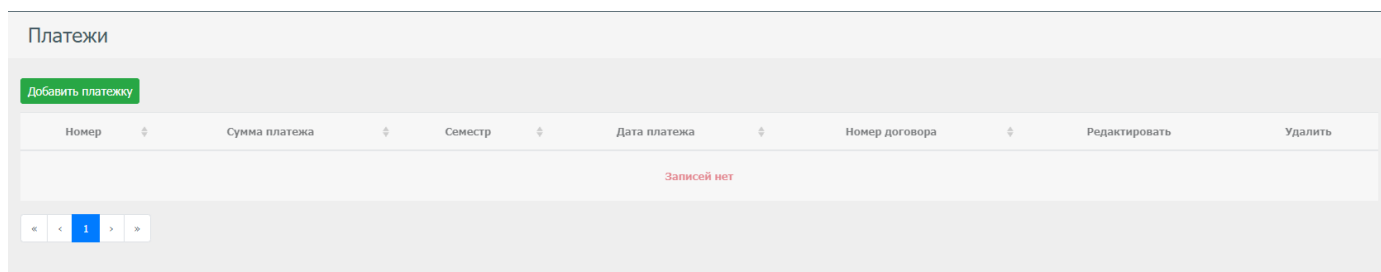 Платежи
Добавить платежку
Номер Сумма платежа Семестр Дата платежа Номер договора Редактировать Удалить
Записей нет
« ‹ 1 › »